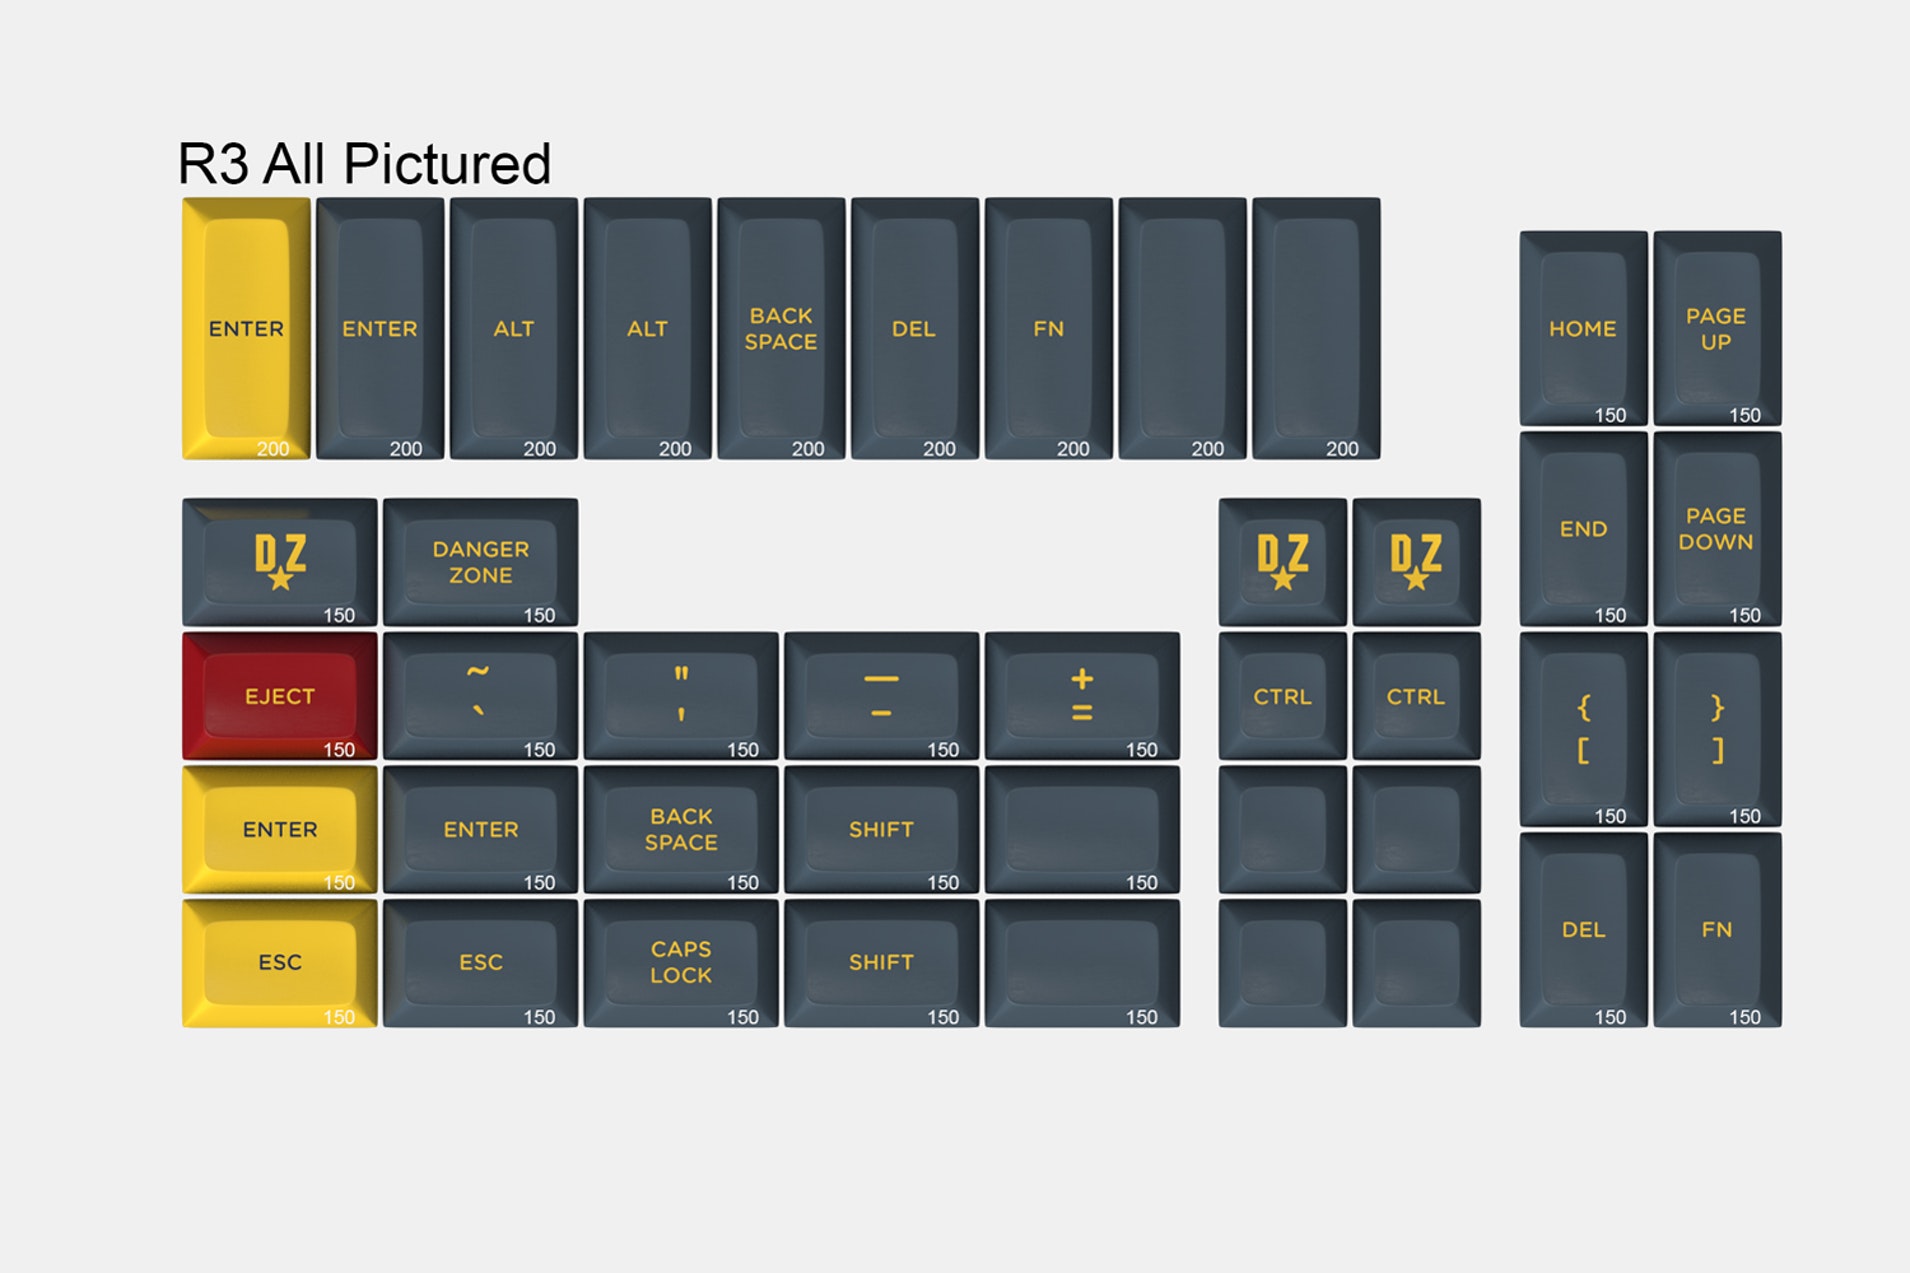 R3 All Pictured
ENTER
200
ENTER
200
ALT
200
ALT
200
BACK
SPACE
200
DEL
200
FN
200
200
200
HOME
150
PAGE
UP
150
END
150
PAGE
DOWN
150
{
[
150
}
]
150
DEL
150
FN
150
DZ
150
DANGER
ZONE
150
EJECT
150
~
`
150
"
'
150
—
-
150
+
=
150
ENTER
150
ENTER
150
BACK
SPACE
150
SHIFT
150
150
ESC
150
ESC
150
CAPS
LOCK
150
SHIFT
150
150
DZ
DZ
CTRL
CTRL